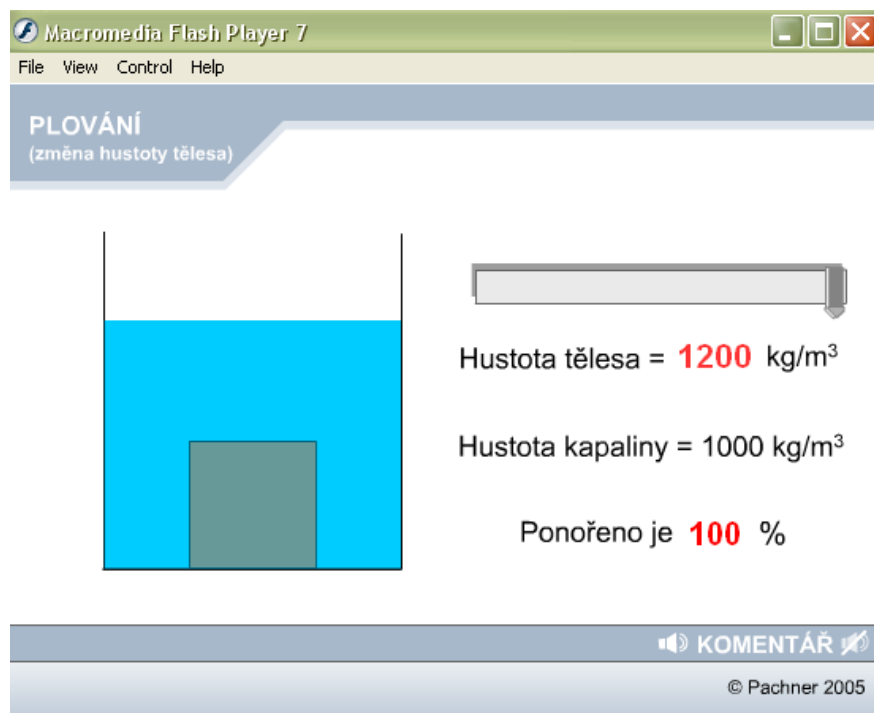 Macromedia Flash Player 7
File View Control Help
PLOVÁNÍ
(změna hustoty tělesa)
Hustota tělesa = 1200 kg/m³
Hustota kapaliny = 1000 kg/m³
Ponořeno je 100 %
KOMENTÁŘ
© Pachner 2005